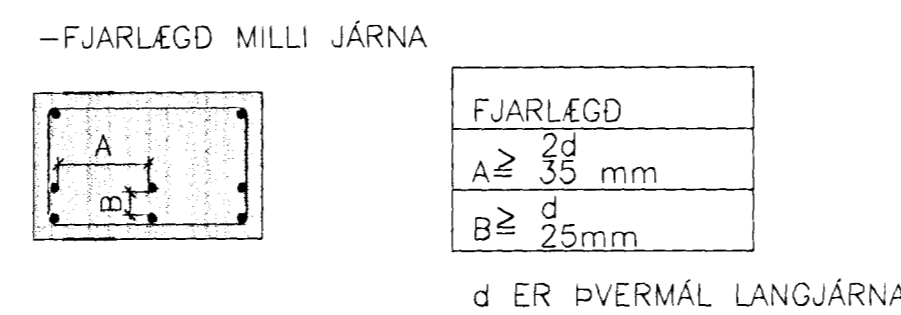 -FJARLÆGÐ MILLI JÁRNA
A
B
FJARLÆGÐ
A≧ 2d
35 mm
B≧ d
25mm
d ER ÞVERMÁL LANGJÁRNA